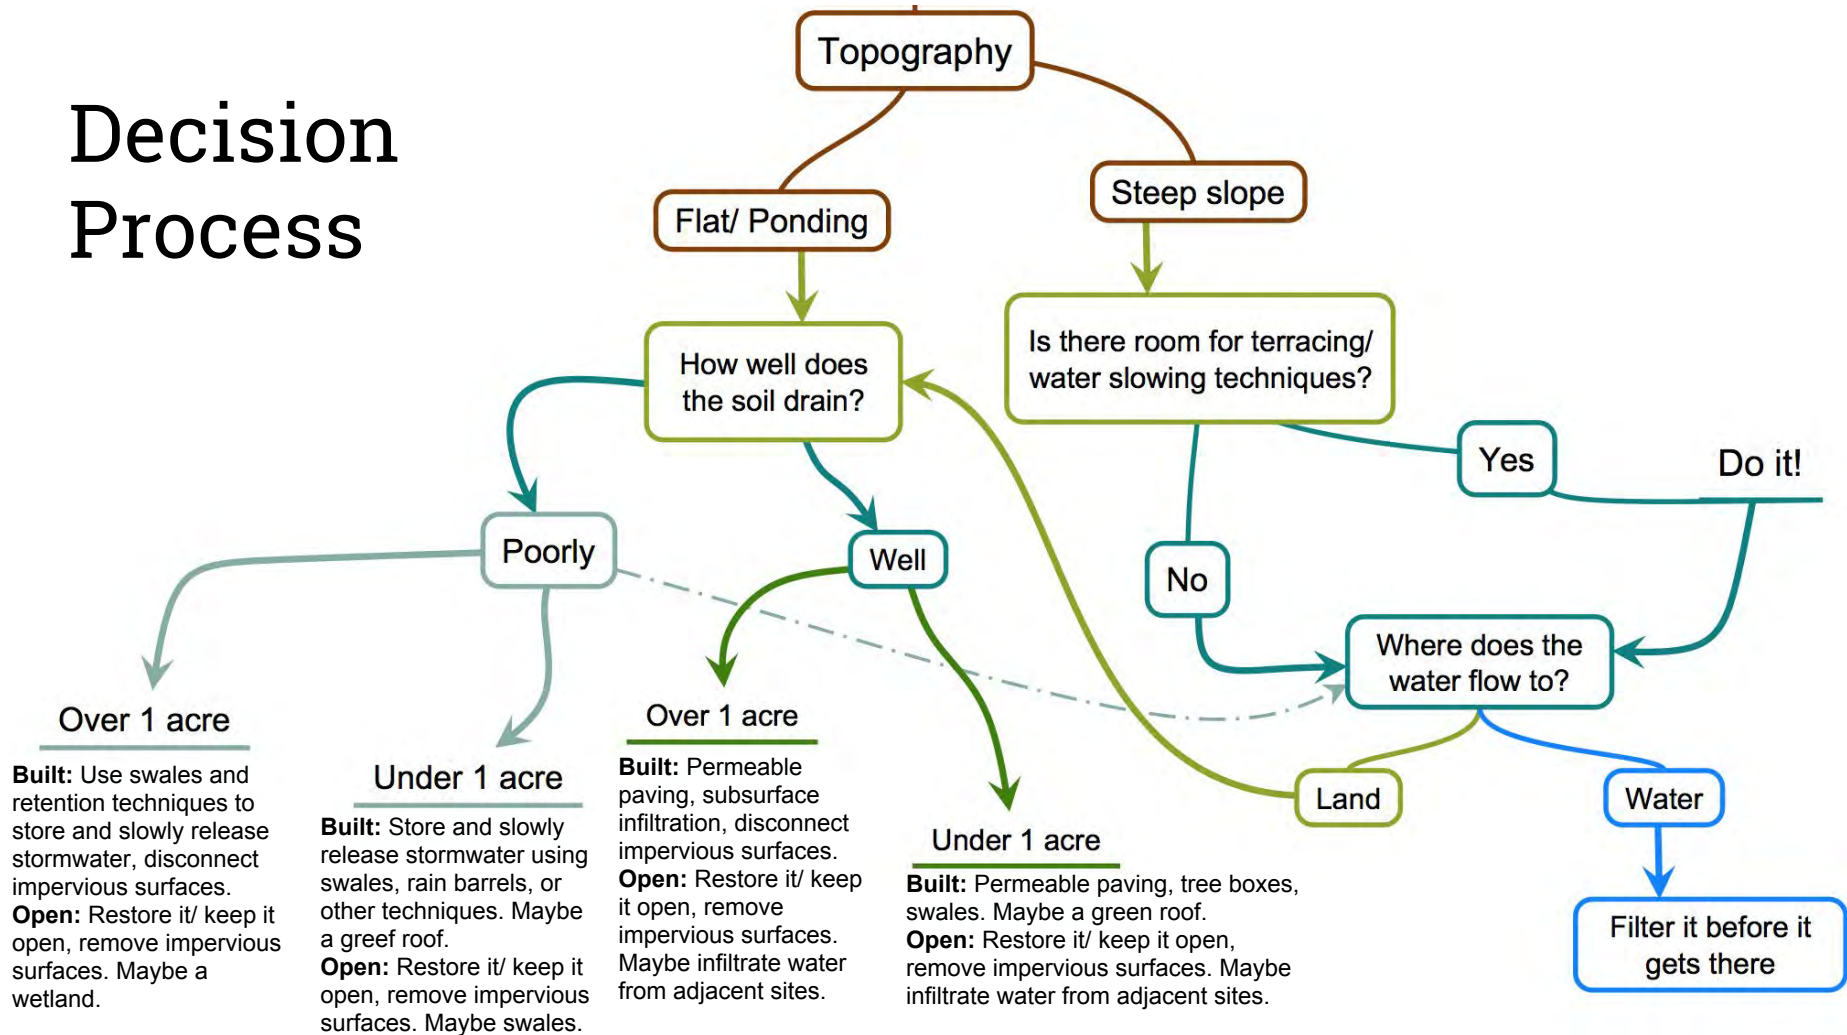 Decision
Process
Topography
Flat/ Ponding
Steep slope
How well does
the soil drain?
Is there room for terracing/
water slowing techniques?
Yes
Do it!
Poorly
Well
No
Where does the
water flow to?
Land
Water
Filter it before it
gets there
Over 1 acre
Built: Use swales and
retention techniques to
store and slowly release
stormwater, disconnect
impervious surfaces.
Open: Restore it/ keep it
open, remove impervious
surfaces. Maybe a
wetland.
Under 1 acre
Built: Store and slowly
release stormwater using
swales, rain barrels, or
other techniques. Maybe
a greef roof.
Open: Restore it/ keep it
open, remove impervious
surfaces. Maybe swales.
Over 1 acre
Built: Permeable
paving, subsurface
infiltration, disconnect
impervious surfaces.
Open: Restore it/ keep
it open, remove
impervious surfaces.
Maybe infiltrate water
from adjacent sites.
Under 1 acre
Built: Permeable paving, tree boxes,
swales. Maybe a green roof.
Open: Restore it/ keep it open,
remove impervious surfaces. Maybe
infiltrate water from adjacent sites.